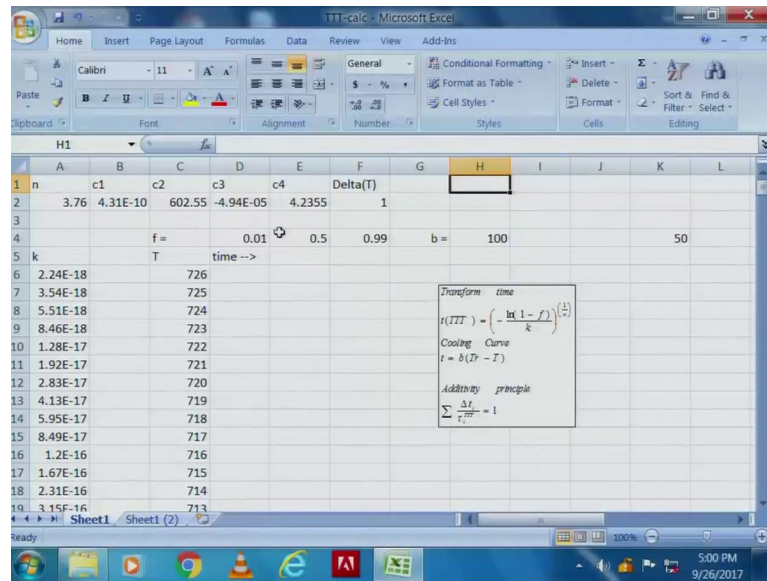 TTT-calc - Microsoft Excel
Home Insert Page Layout Formulas Data Review View Add-Ins
Calibri 11 A A General Conditional Formatting Insert Σ
Paste Format as Table Delete
B I U A $ % , Cell Styles Format Sort & Filter Find & Select
Clipboard Font Alignment Number Styles Cells Editing
H1 fx
A B C D E F G H I J K L
1 n c1 c2 c3 c4 Delta(T)
2 3.76 4.31E-10 602.55 -4.94E-05 4.2355 1
3
4 f = 0.01 0.5 0.99 b = 100 50
5 k T time -->
6 2.24E-18 726
7 3.54E-18 725
8 5.51E-18 724
9 8.46E-18 723
10 1.28E-17 722
11 1.92E-17 721
12 2.83E-17 720
13 4.13E-17 719
14 5.95E-17 718
15 8.49E-17 717
16 1.2E-16 716
17 1.67E-16 715
18 2.31E-16 714
19 3.15E-16 713
Transform time
t(TTT ) = ( - ln( 1 - f ) / k )^(1/n)
Cooling Curve
t = b(Tr - T )
Additivity principle
Σ Δt_i / t_i^TTT = 1
Sheet1 Sheet1 (2)
Ready 100%
5:00 PM
9/26/2017